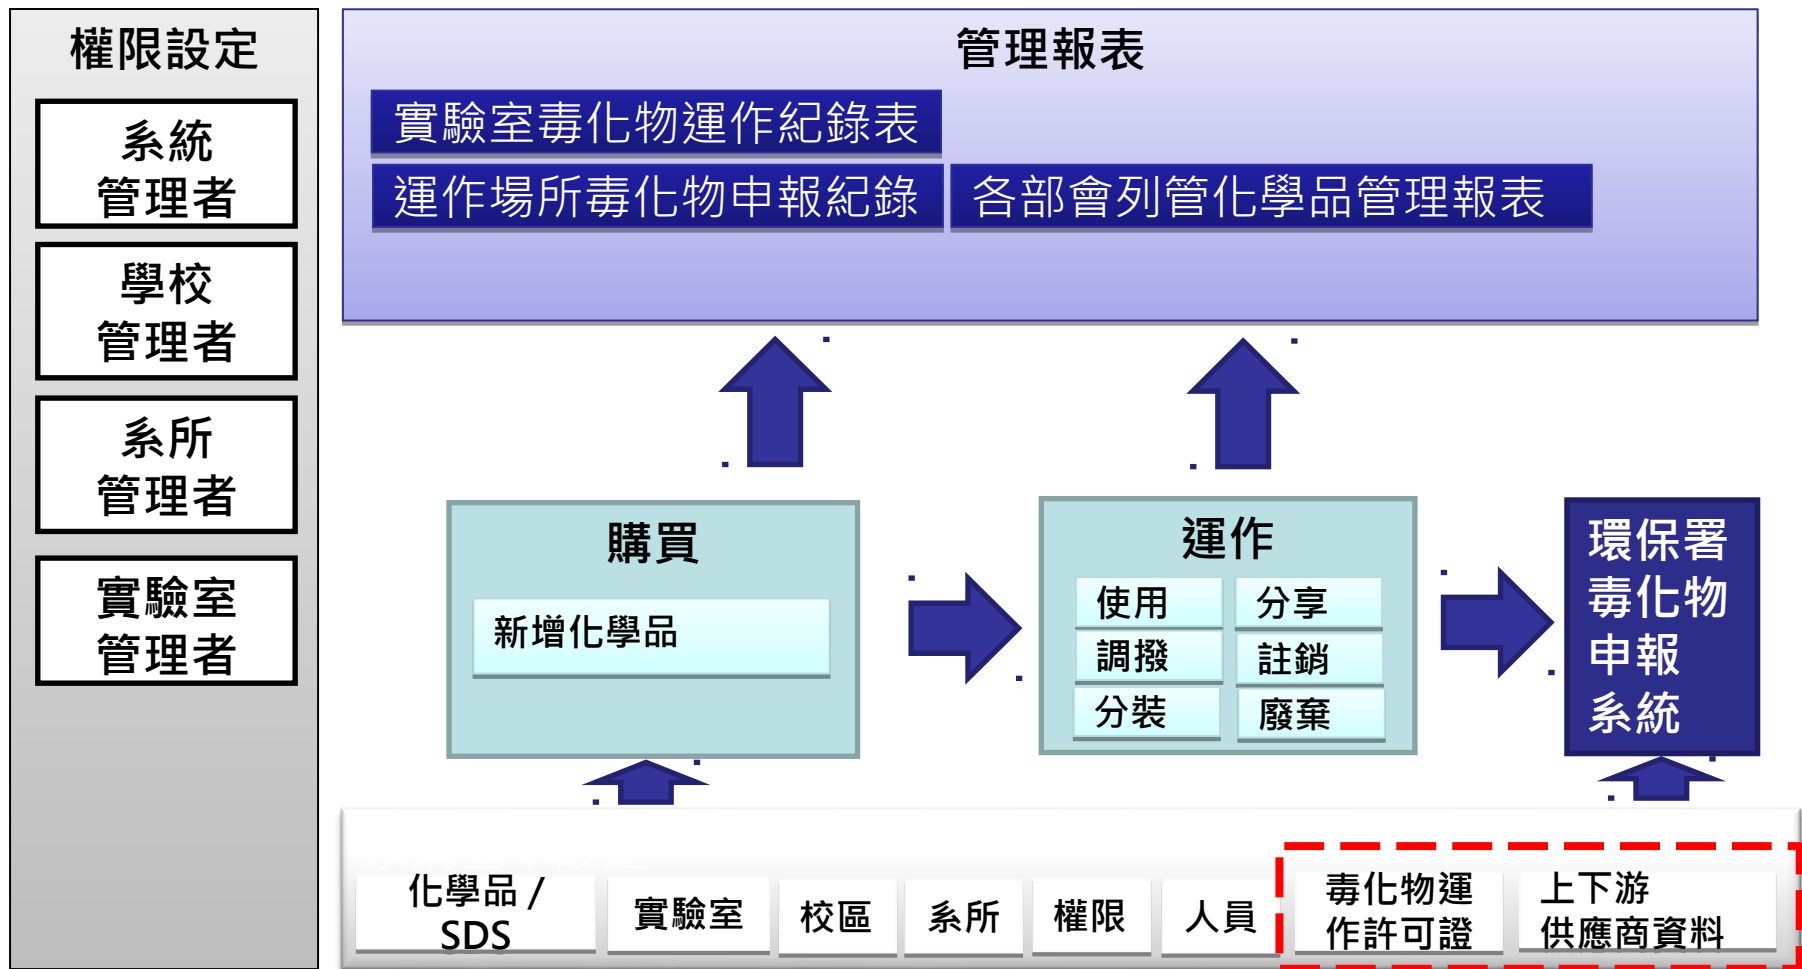 權限設定
系統
管理者
學校
管理者
系所
管理者
實驗室
管理者
管理報表
實驗室毒化物運作紀錄表
運作場所毒化物申報紀錄
各部會列管化學品管理報表
購買
新增化學品
運作
使用
分享
調撥
註銷
分裝
廢棄
環保署
毒化物
申報
系統
化學品 /
SDS
實驗室
校區
系所
權限
人員
毒化物運
作許可證
上下游
供應商資料